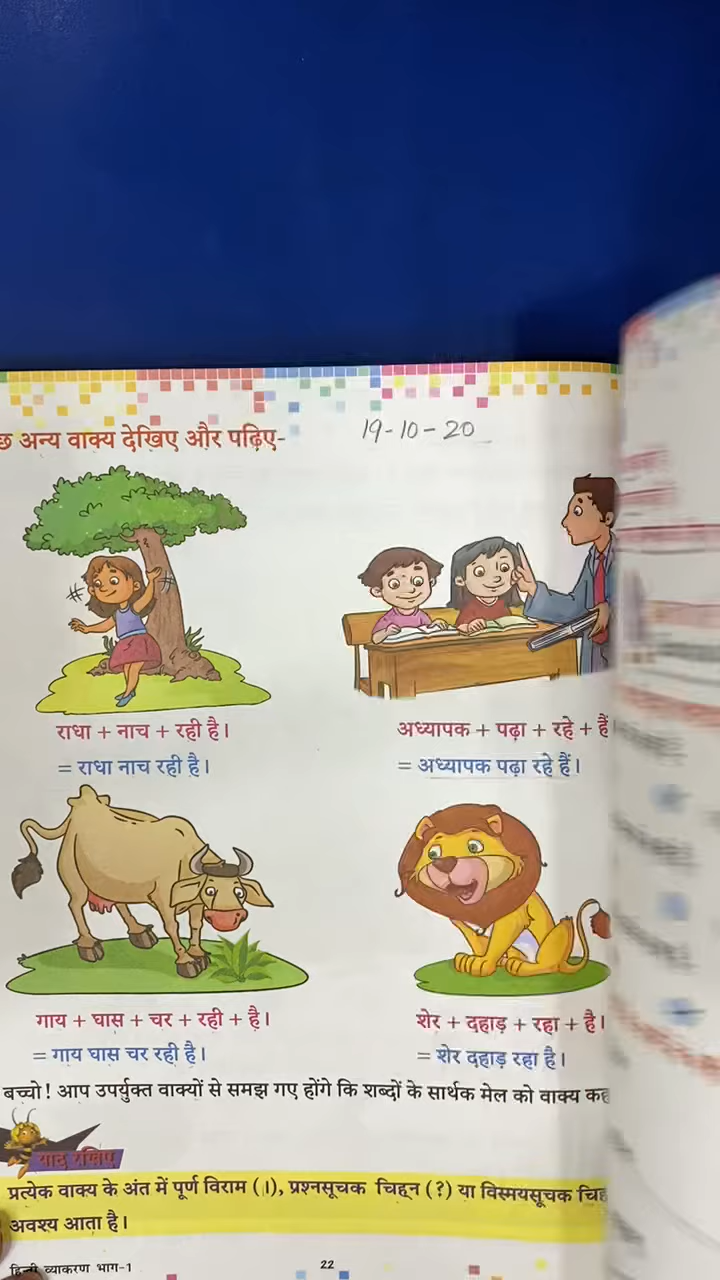 अन्य वाक्य देखिए और पढ़िए-
19-10-20
राधा + नाच + रही है।
= राधा नाच रही है।
अध्यापक + पढ़ा + रहे + हैं
= अध्यापक पढ़ा रहे हैं।
गाय + घास + चर + रही + है।
= गाय घास चर रही है।
शेर + दहाड़ + रहा + है।
= शेर दहाड़ रहा है।
बच्चो! आप उपर्युक्त वाक्यों से समझ गए होंगे कि शब्दों के सार्थक मेल को वाक्य
याद रखिए
प्रत्येक वाक्य के अंत में पूर्ण विराम (।), प्रश्नसूचक चिह्न (?) या विस्मयसूचक
अवश्य आता है।
हिन्दी व्याकरण भाग-1
22